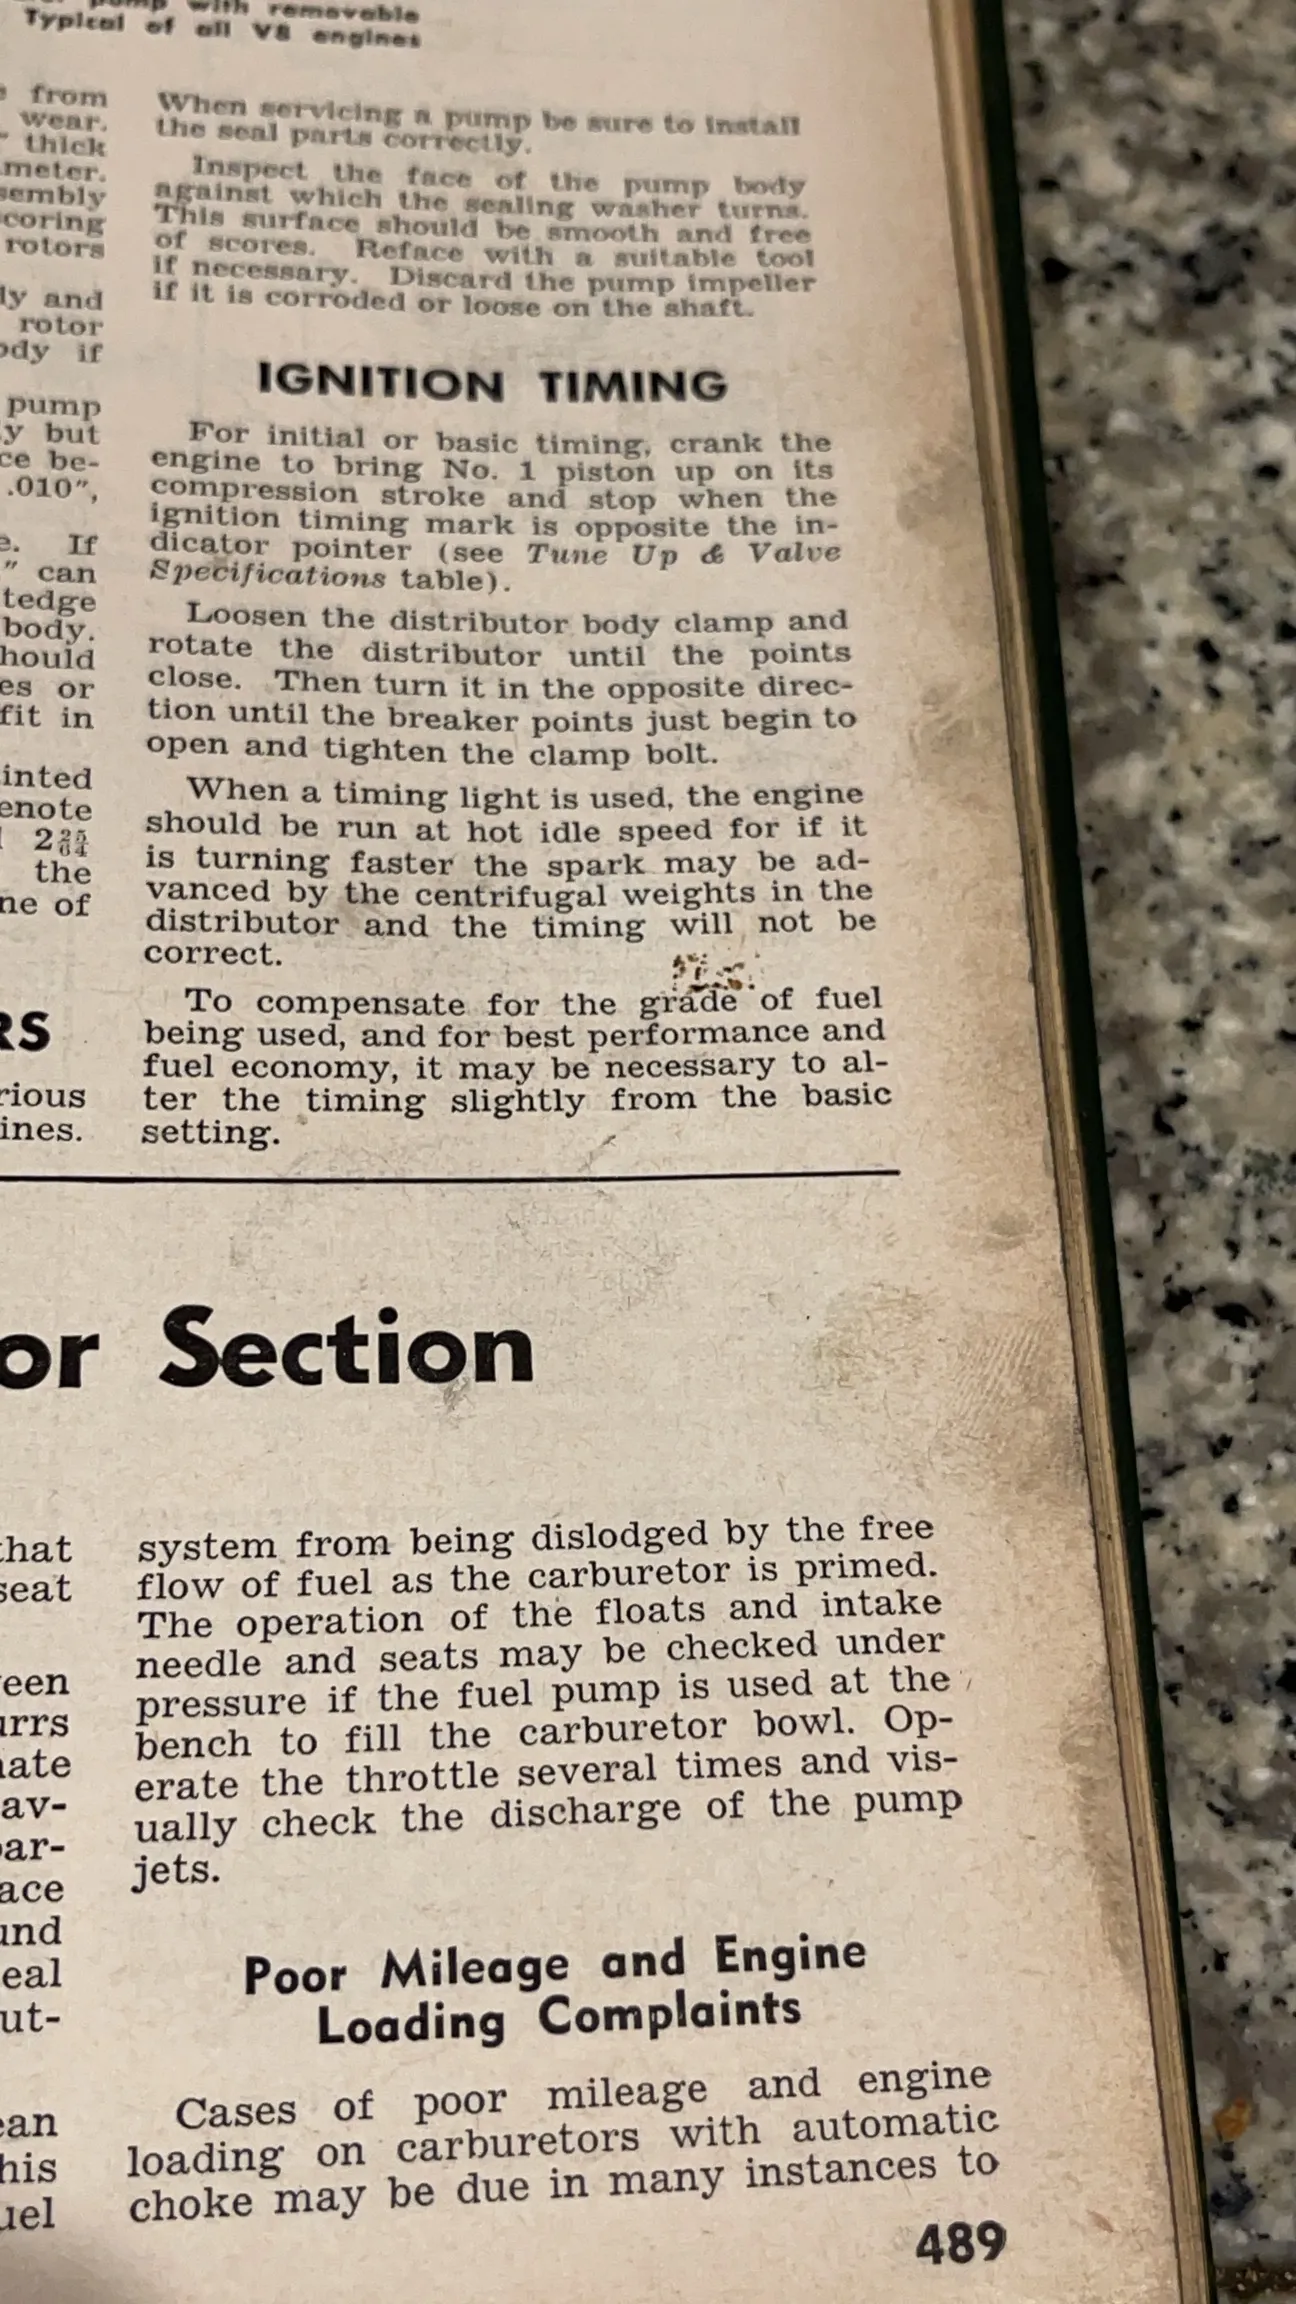 pump with removable
Typical of all V8 engines
from
wear.
thick
meter.
sembly
coring
rotors
ly and
rotor
ody if
pump
y but
ce be-
.010",
e. If
" can
tedge
body.
hould
es or
fit in
inted
enote
2 25/64
the
ne of
RS
rious
ines.
When servicing a pump be sure to install
the seal parts correctly.
Inspect the face of the pump body
against which the sealing washer turns.
This surface should be smooth and free
of scores. Reface with a suitable tool
if necessary. Discard the pump impeller
if it is corroded or loose on the shaft.
IGNITION TIMING
For initial or basic timing, crank the
engine to bring No. 1 piston up on its
compression stroke and stop when the
ignition timing mark is opposite the in-
dicator pointer (see Tune Up & Valve
Specifications table).
Loosen the distributor body clamp and
rotate the distributor until the points
close. Then turn it in the opposite direc-
tion until the breaker points just begin to
open and tighten the clamp bolt.
When a timing light is used, the engine
should be run at hot idle speed for if it
is turning faster the spark may be ad-
vanced by the centrifugal weights in the
distributor and the timing will not be
correct.
To compensate for the grade of fuel
being used, and for best performance and
fuel economy, it may be necessary to al-
ter the timing slightly from the basic
setting.
or Section
that
seat
een
urrs
nate
av-
par-
ace
und
eal
ut-
ean
his
uel
system from being dislodged by the free
flow of fuel as the carburetor is primed.
The operation of the floats and intake
needle and seats may be checked under
pressure if the fuel pump is used at the
bench to fill the carburetor bowl. Op-
erate the throttle several times and vis-
ually check the discharge of the pump
jets.
Poor Mileage and Engine
Loading Complaints
Cases of poor mileage and engine
loading on carburetors with automatic
choke may be due in many instances to
489